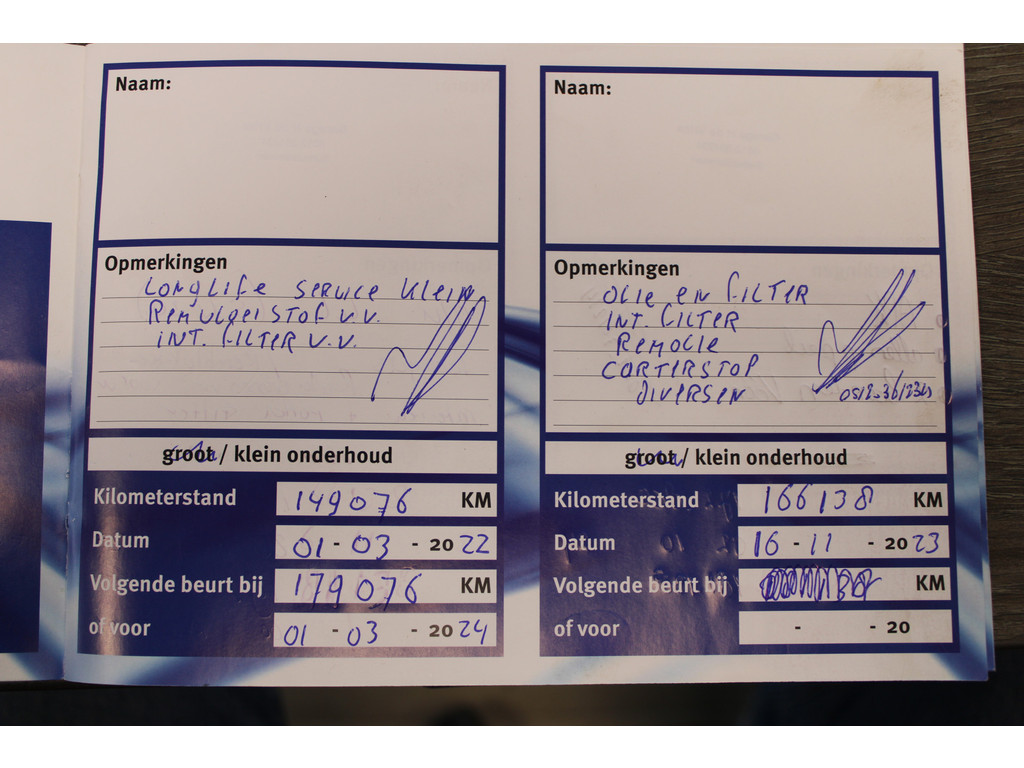 Naam:
Opmerkingen
LONGLIFE SERVICE KLEIN
REMVLOEISTOF V.V.
INT. FILTER V.V.
groot / klein onderhoud
Kilometerstand 149076 KM
Datum 01 - 03 - 2022
Volgende beurt bij 179076 KM
of voor 01 - 03 - 2024
Naam:
Opmerkingen
OLIE EN FILTER
INT. FILTER
REMOLIE
CARTERSTOP
DIVERSEN
groot / klein onderhoud
Kilometerstand 166138 KM
Datum 16 - 11 - 2023
Volgende beurt bij KM
of voor - - 20